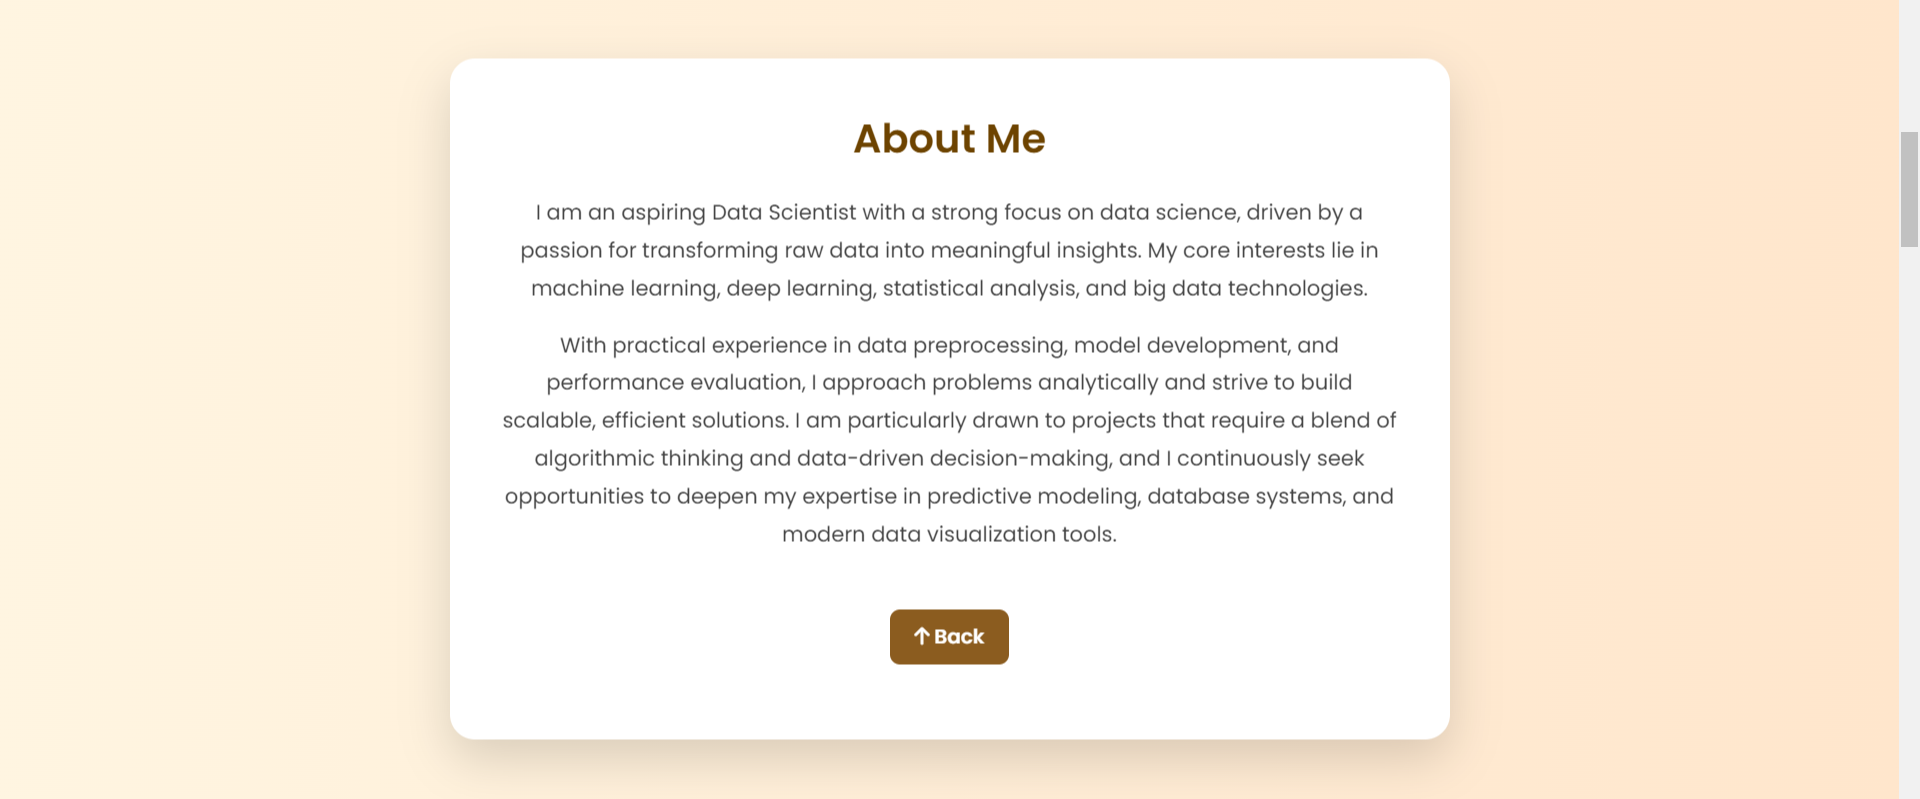 About Me
I am an aspiring Data Scientist with a strong focus on data science, driven by a
passion for transforming raw data into meaningful insights. My core interests lie in
machine learning, deep learning, statistical analysis, and big data technologies.
With practical experience in data preprocessing, model development, and
performance evaluation, I approach problems analytically and strive to build
scalable, efficient solutions. I am particularly drawn to projects that require a blend of
algorithmic thinking and data-driven decision-making, and I continuously seek
opportunities to deepen my expertise in predictive modeling, database systems, and
modern data visualization tools.
↑ Back